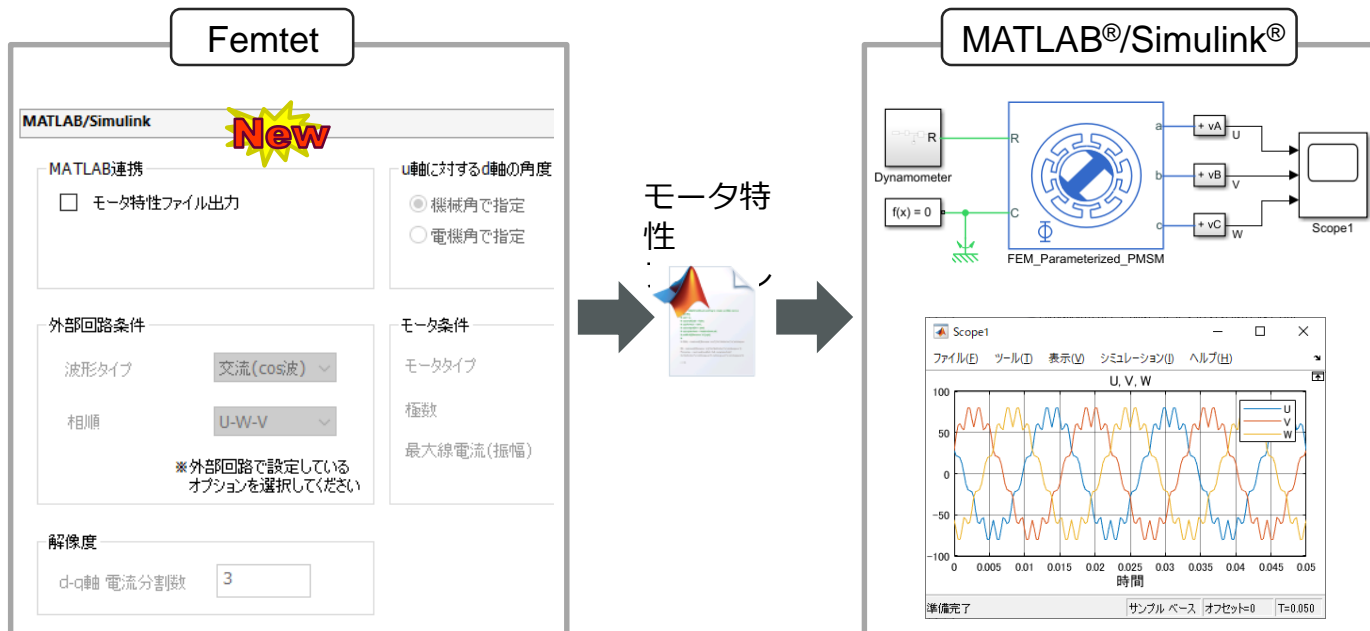 Femtet
MATLAB/Simulink
New
MATLAB連携
モータ特性ファイル出力
u軸に対するd軸の角度
機械角で指定
電機角で指定
外部回路条件
波形タイプ
交流(cos波)
相順
U-W-V
※外部回路で設定している
オプションを選択してください
モータ条件
モータタイプ
極数
最大線電流(振幅)
解像度
d-q軸 電流分割数
3
モータ特
性
MATLAB®/Simulink®
R
Dynamometer
f(x) = 0
R
C
a
b
c
FEM_Parameterized_PMSM
+ vA
U
+ vB
V
+ vC
W
Scope1
Scope1
ファイル(F) ツール(T) 表示(V) シミュレーション(I) ヘルプ(H)
U, V, W
100
50
0
-50
-100
U
V
W
0 0.005 0.01 0.015 0.02 0.025 0.03 0.035 0.04 0.045 0.05
時間
準備完了
サンプル ベース
オフセット=0
T=0.050